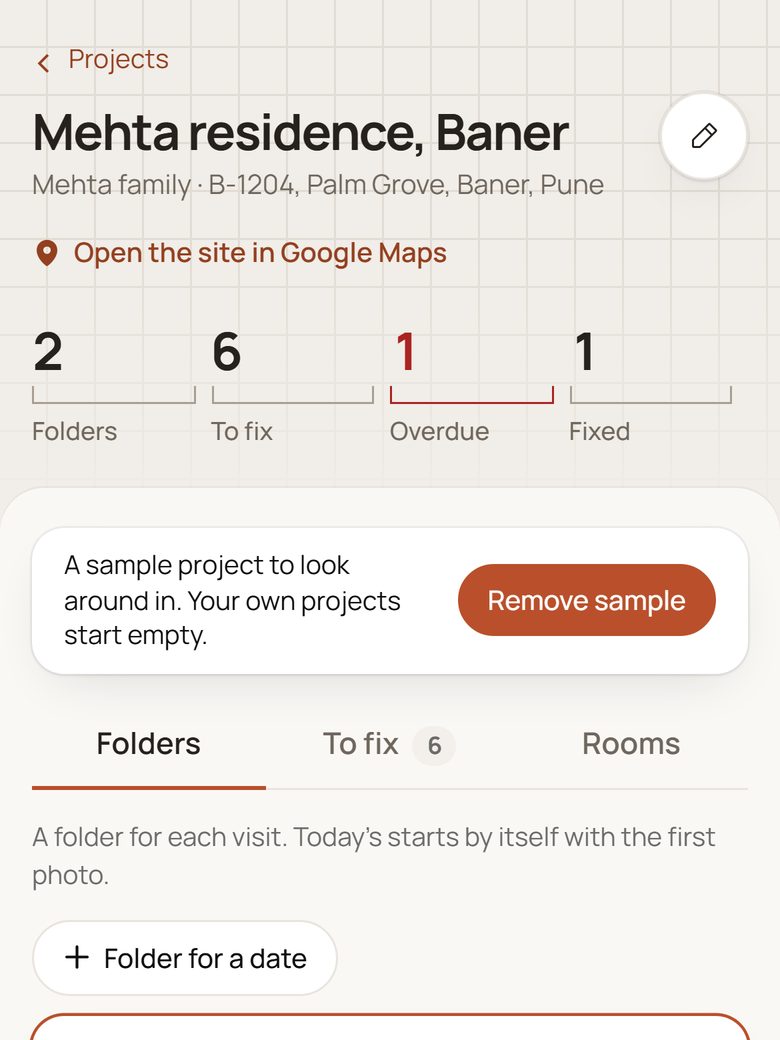 Projects
Mehta residence, Baner
Mehta family · B-1204, Palm Grove, Baner, Pune
Open the site in Google Maps
2 6 1 1
Folders To fix Overdue Fixed
A sample project to look
around in. Your own projects
start empty.
Remove sample
Folders To fix 6 Rooms
A folder for each visit. Today’s starts by itself with the first
photo.
+ Folder for a date